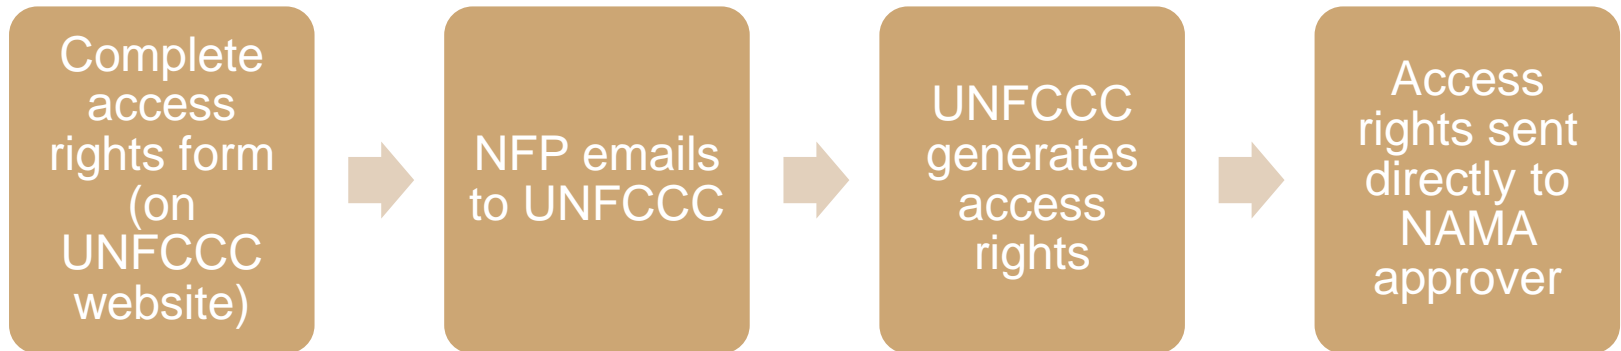 Complete
access
rights form
(on
UNFCCC
website)
NFP emails
to UNFCCC
UNFCCC
generates
access
rights
Access
rights sent
directly to
NAMA
approver